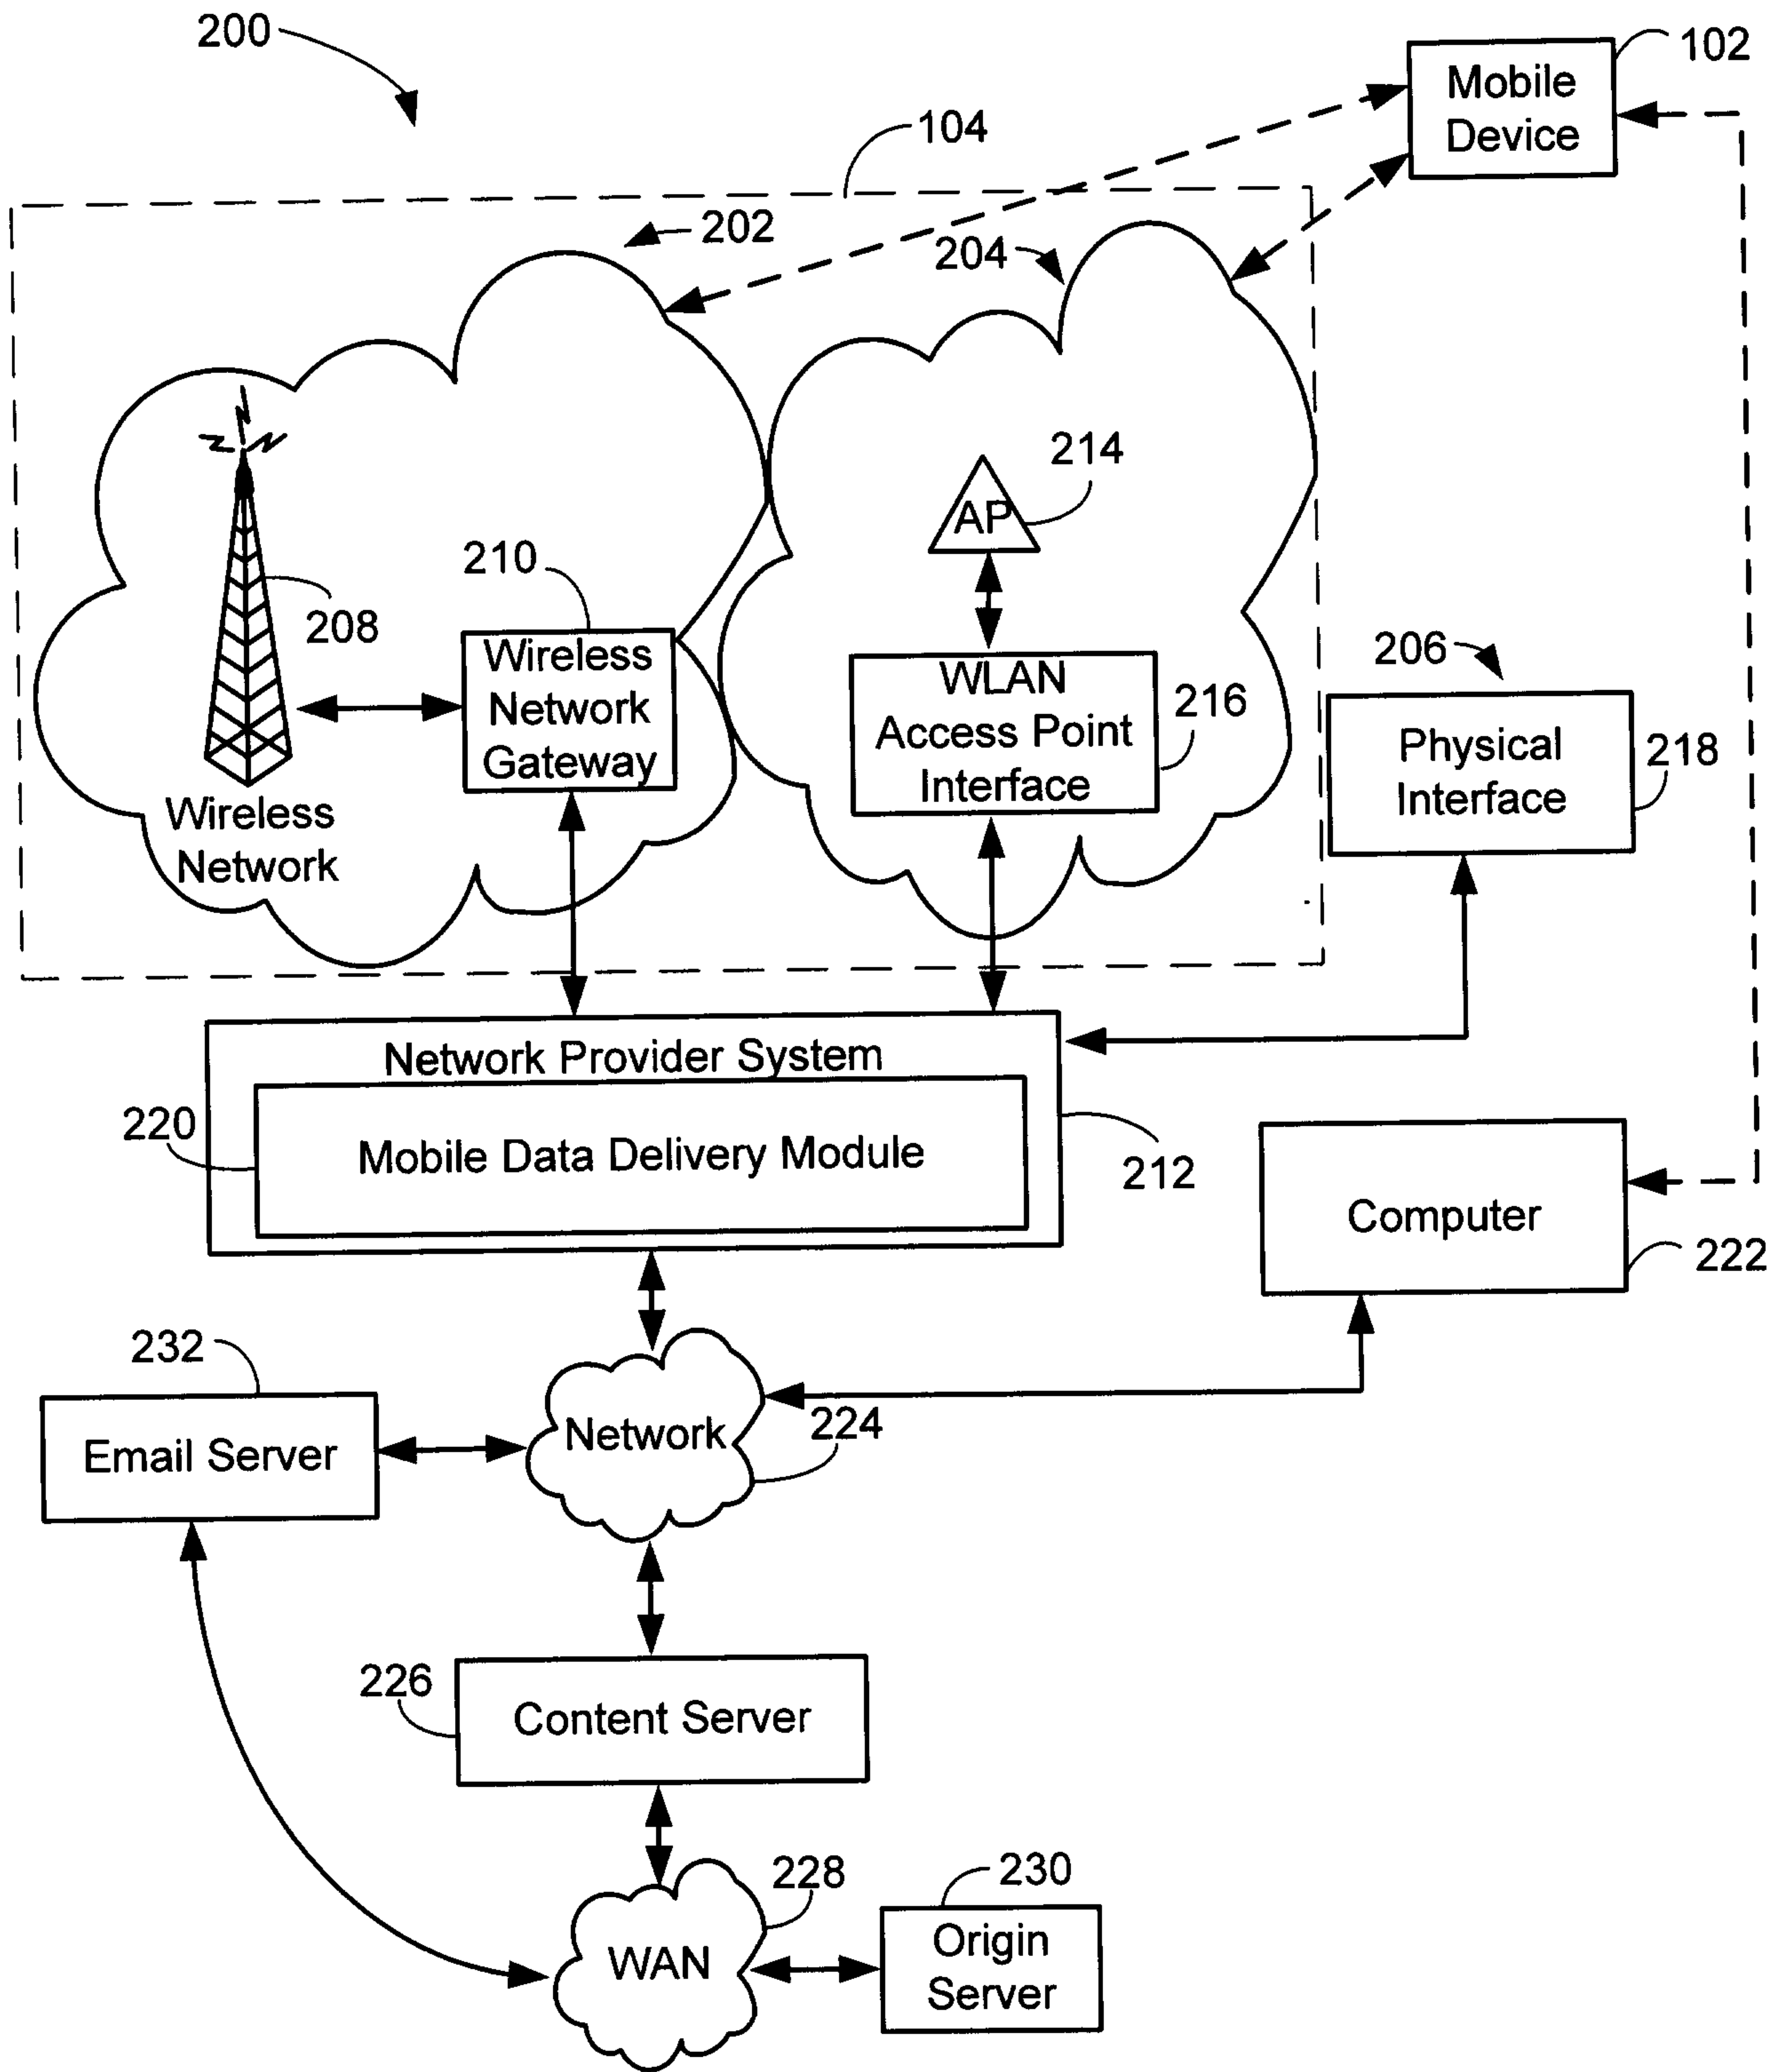 200
102
Mobile
Device
104
202
204
214
AP
210
208
Wireless
Network
Gateway
WLAN
Access Point
Interface
216
206
Physical
Interface
218
Wireless
Network
Network Provider System
220
Mobile Data Delivery Module
212
Computer
222
232
Email Server
Network
224
226
Content Server
228
230
WAN
Origin
Server